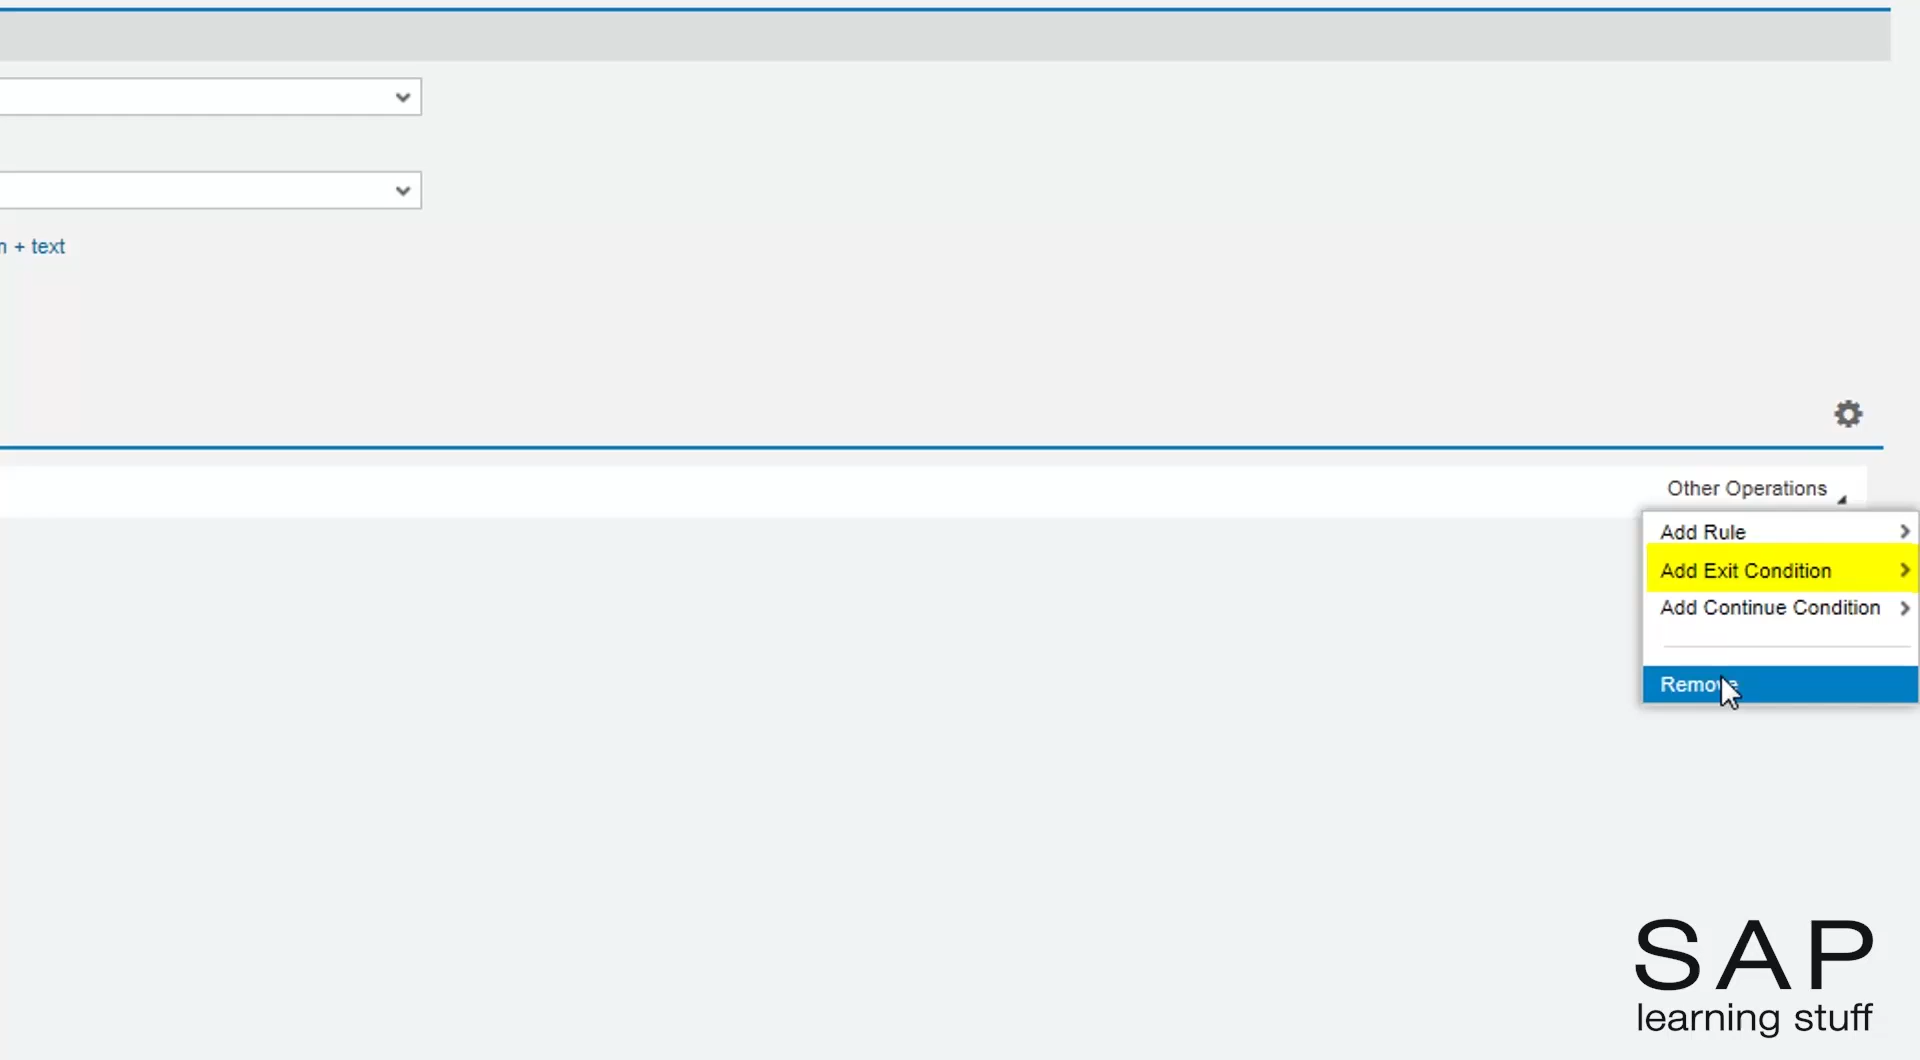 + text
Other Operations
Add Rule
Add Exit Condition
Add Continue Condition
Remove
SAP
learning stuff